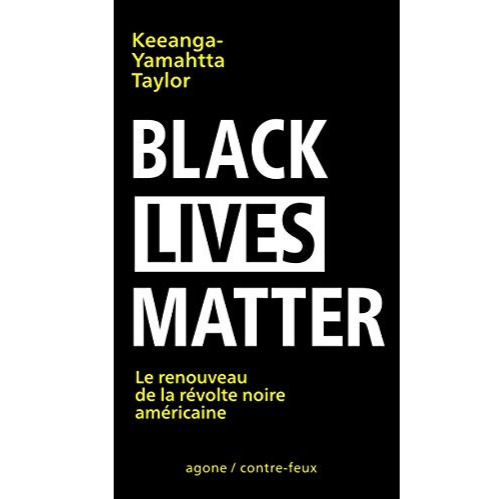 Keeanga-
Yamahtta
Taylor
BLACK
LIVES
MATTER
Le renouveau
de la révolte noire
américaine
agone / contre-feux